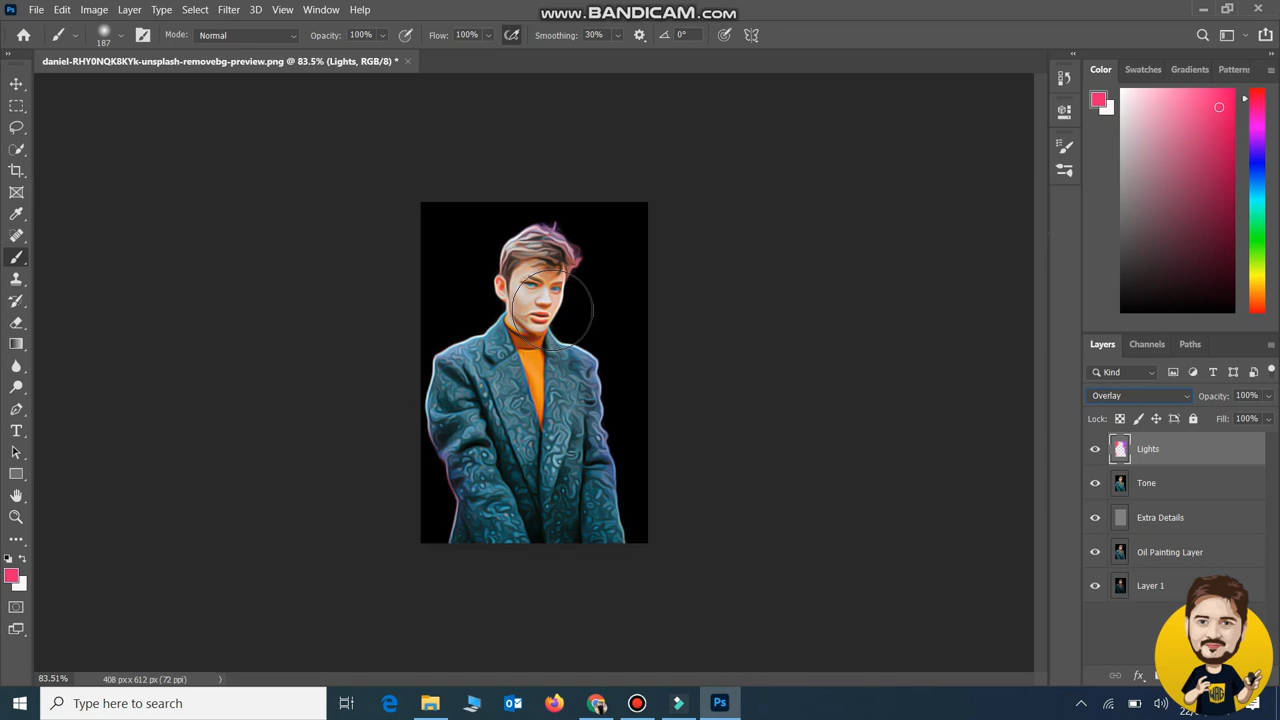 www.BANDICAM.com
File Edit Image Layer Type Select Filter 3D View Window Help
187 Mode: Normal Opacity: 100% Flow: 100% Smoothing: 30% 0°
daniel-RHY0NQK8KYk-unsplash-removebg-preview.png @ 83.5% (Lights, RGB/8) *
Color Swatches Gradients Patterns
Layers Channels Paths
Kind
Overlay Opacity: 100%
Lock: Fill: 100%
Lights
Tone
Extra Details
Oil Painting Layer
Layer 1
fx
83.51% 408 px x 612 px (72 ppi)
Type here to search
Ps